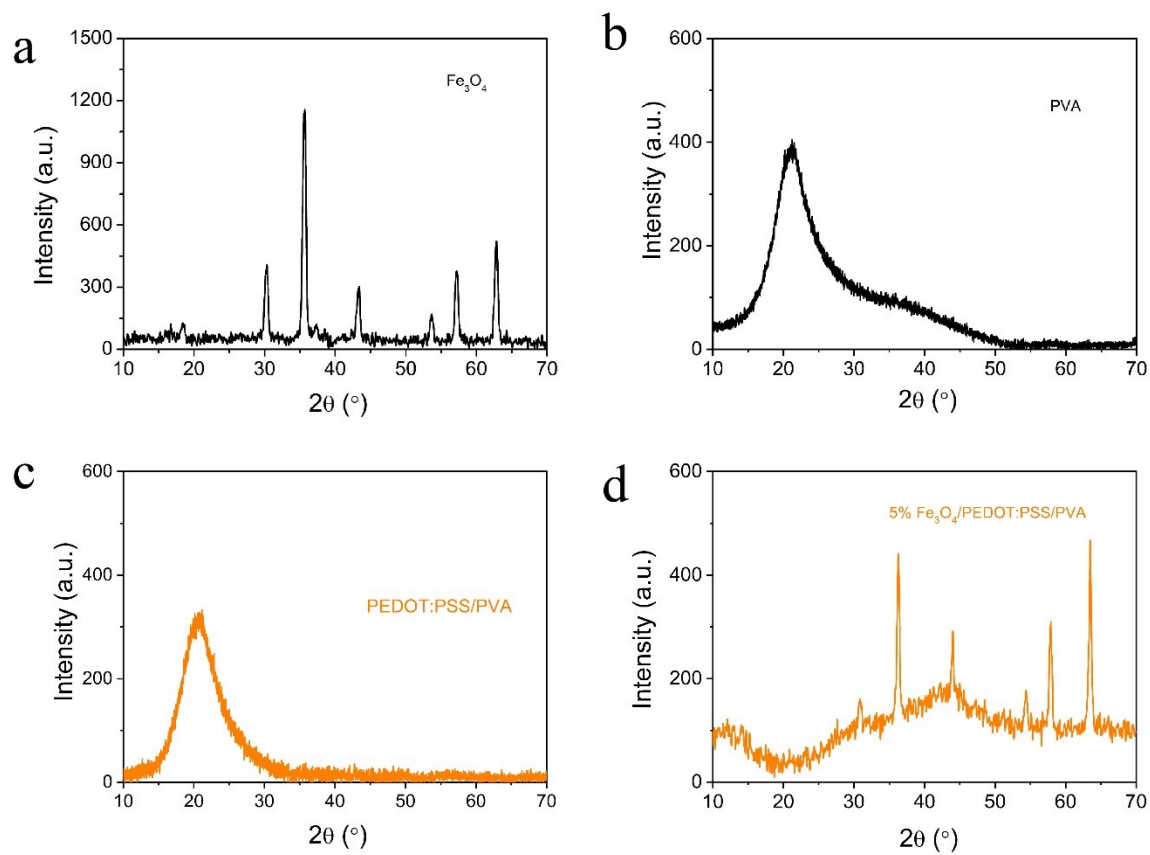 a
1500
1200
900
600
300
0
Intensity (a.u.)
Fe₃O₄
10 20 30 40 50 60 70
2θ (°)
b
600
400
200
0
Intensity (a.u.)
PVA
10 20 30 40 50 60 70
2θ (°)
c
600
400
200
0
Intensity (a.u.)
PEDOT:PSS/PVA
10 20 30 40 50 60 70
2θ (°)
d
600
400
200
0
Intensity (a.u.)
5% Fe₃O₄/PEDOT:PSS/PVA
10 20 30 40 50 60 70
2θ (°)